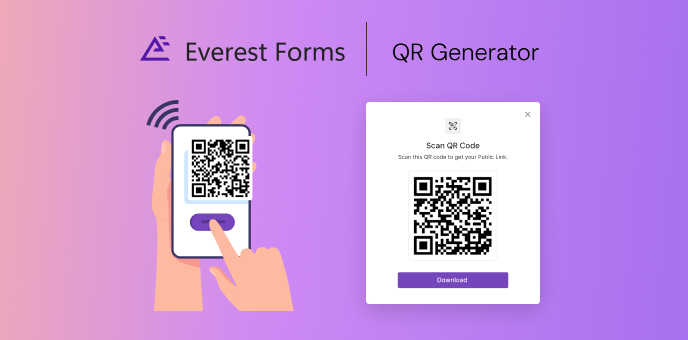 Everest Forms
QR Generator
Scan QR Code
Scan this QR code to get your Public Link.
Download